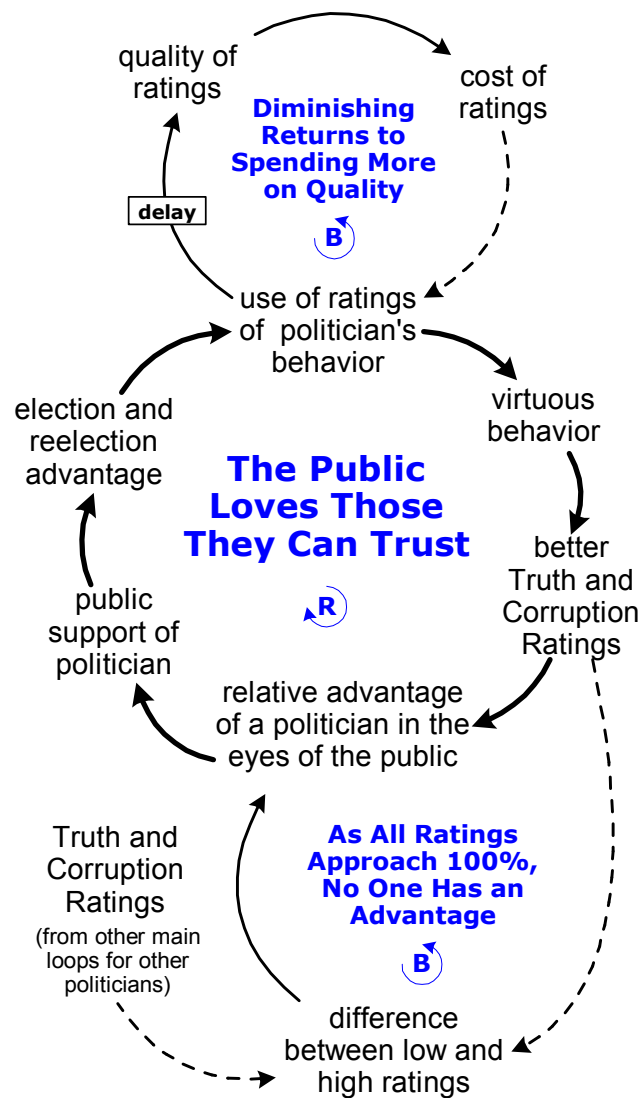 quality of
ratings
cost of
ratings
Diminishing
Returns to
Spending More
on Quality
delay
B
use of ratings
of politician's
behavior
election and
reelection
advantage
virtuous
behavior
The Public
Loves Those
They Can Trust
better
Truth and
Corruption
Ratings
R
public
support of
politician
relative advantage
of a politician in the
eyes of the public
Truth and
Corruption
Ratings
(from other main
loops for other
politicians)
As All Ratings
Approach 100%,
No One Has an
Advantage
B
difference
between low and
high ratings